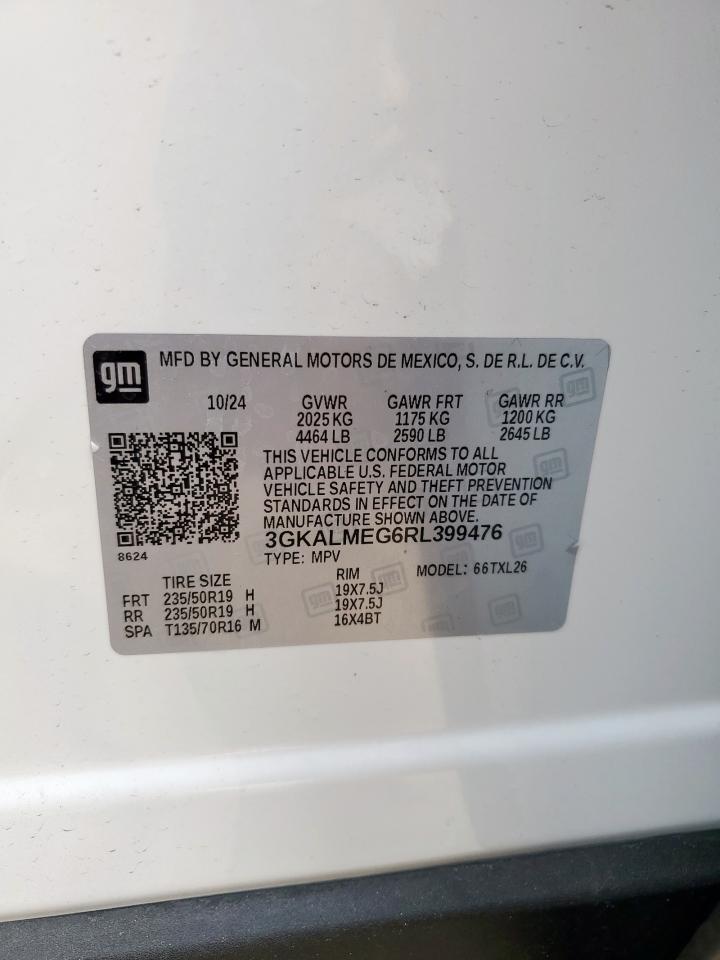 gm MFD BY GENERAL MOTORS DE MEXICO, S. DE R.L. DE C.V.
10/24 GVWR GAWR FRT GAWR RR
2025 KG 1175 KG 1200 KG
4464 LB 2590 LB 2645 LB
THIS VEHICLE CONFORMS TO ALL
APPLICABLE U.S. FEDERAL MOTOR
VEHICLE SAFETY AND THEFT PREVENTION
STANDARDS IN EFFECT ON THE DATE OF
MANUFACTURE SHOWN ABOVE.
3GKALMEG6RL399476
8624 TYPE: MPV MODEL: 66TXL26
TIRE SIZE RIM
FRT 235/50R19 H 19X7.5J
RR 235/50R19 H 19X7.5J
SPA T135/70R16 M 16X4BT